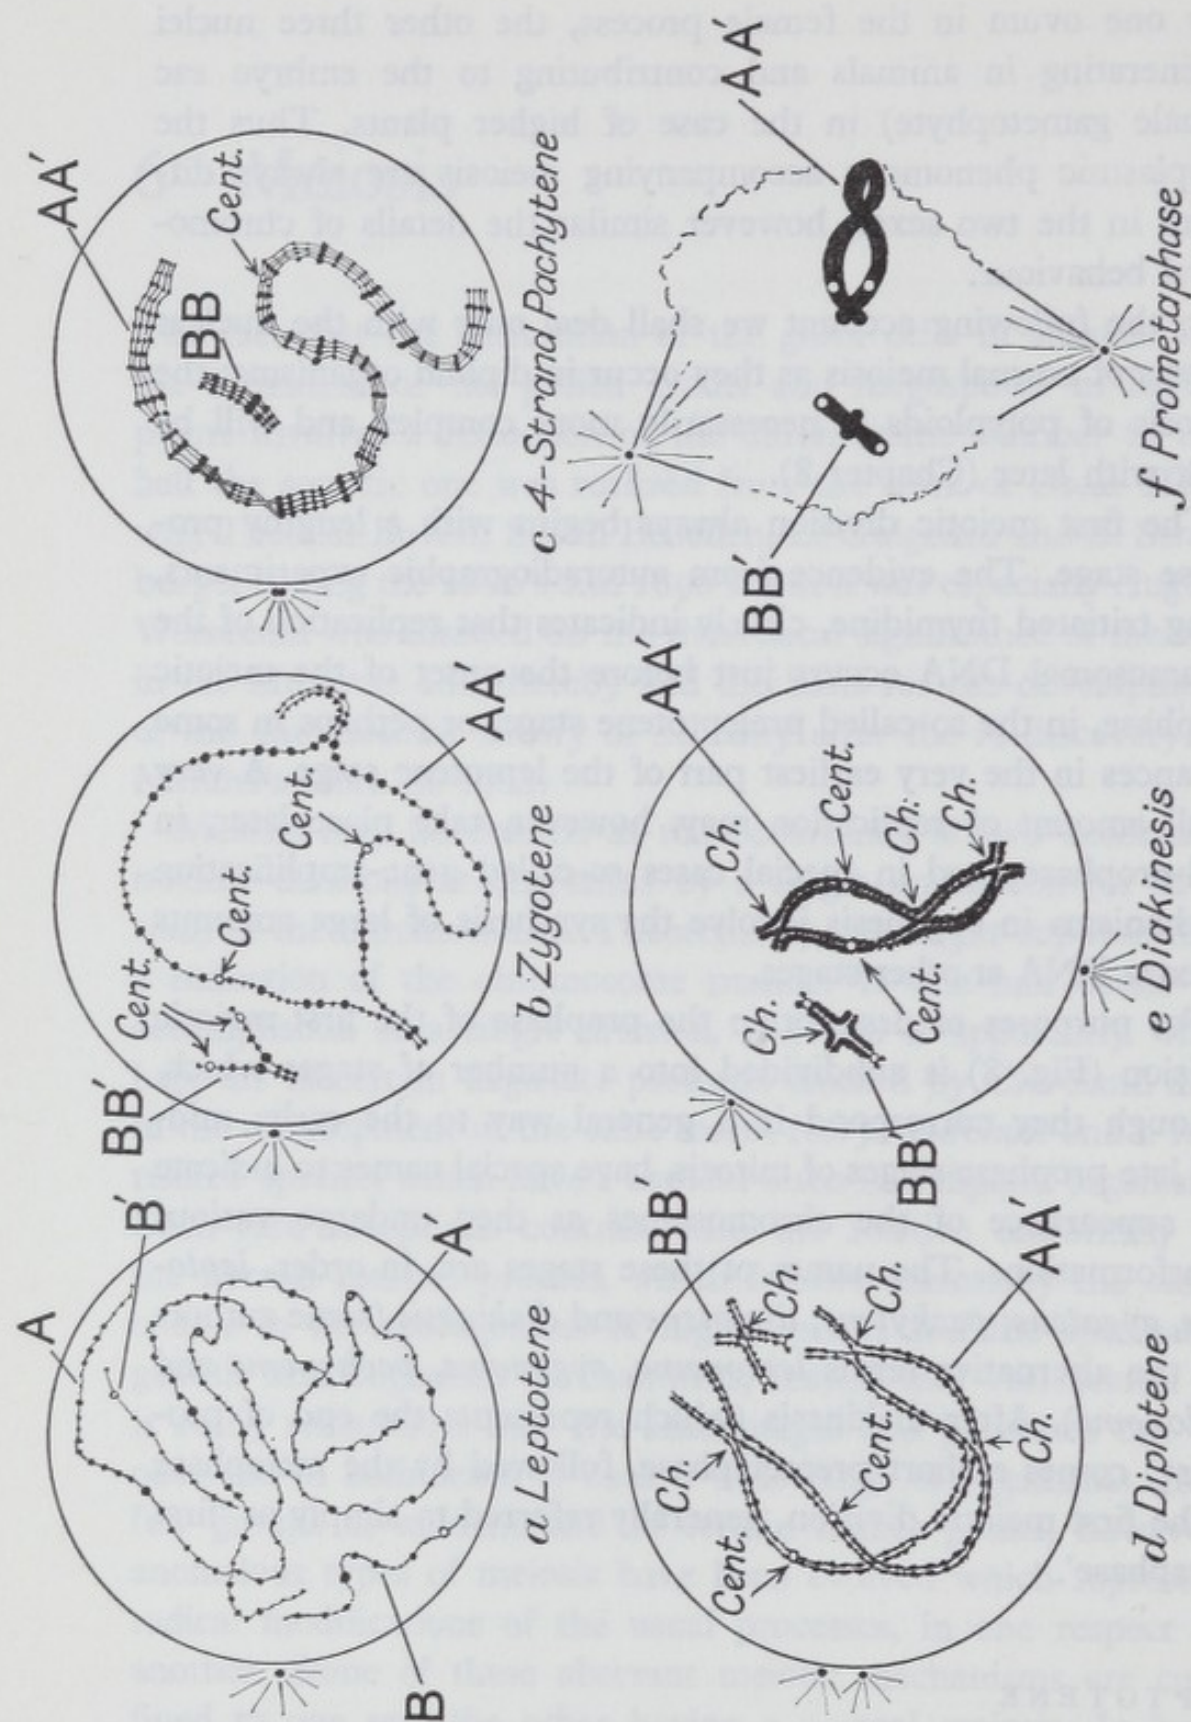 A
B′
B
A′
a Leptotene
BB′
Cent.
Cent.
Cent.
AA′
b Zygotene
AA′
BB
Cent.
c 4-Strand Pachytene
BB′
Ch.
Ch.
Ch.
Cent.
Cent.
Ch.
AA′
d Diplotene
AA′
Ch.
Ch.
Cent.
Ch.
Ch.
BB′
Cent.
e Diakinesis
AA′
BB′
f Prometaphase